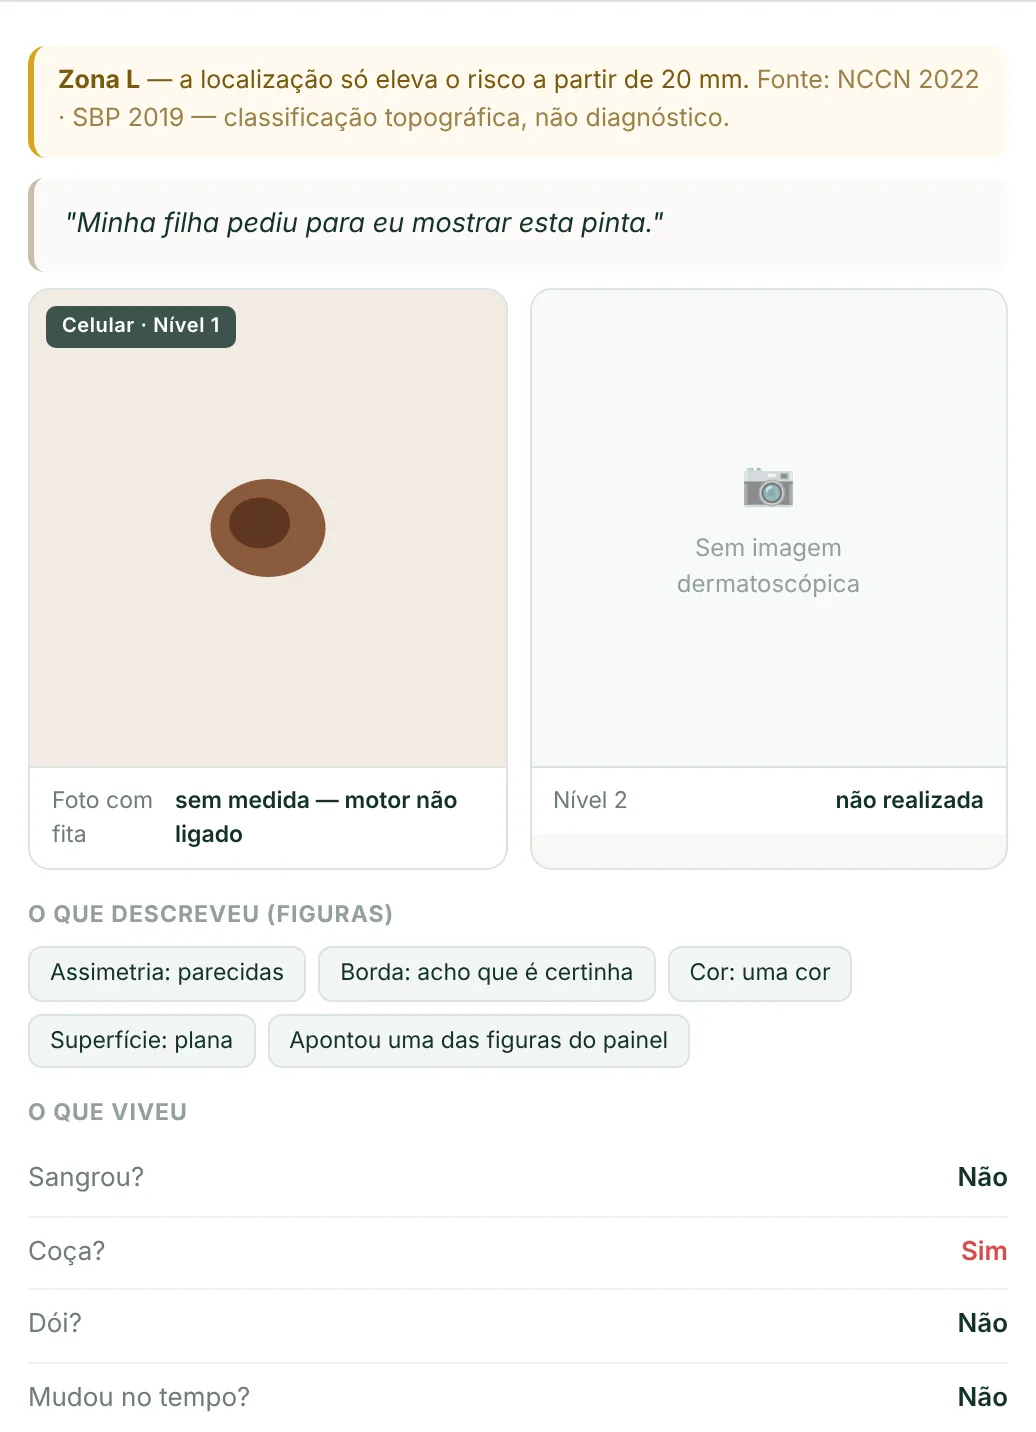 Zona L — a localização só eleva o risco a partir de 20 mm. Fonte: NCCN 2022
· SBP 2019 — classificação topográfica, não diagnóstico.
"Minha filha pediu para eu mostrar esta pinta."
Celular · Nível 1
Sem imagem
dermatoscópica
Foto com fita
sem medida — motor não ligado
Nível 2 não realizada
O QUE DESCREVEU (FIGURAS)
Assimetria: parecidas
Borda: acho que é certinha
Cor: uma cor
Superfície: plana
Apontou uma das figuras do painel
O QUE VIVEU
Sangrou? Não
Coça? Sim
Dói? Não
Mudou no tempo? Não